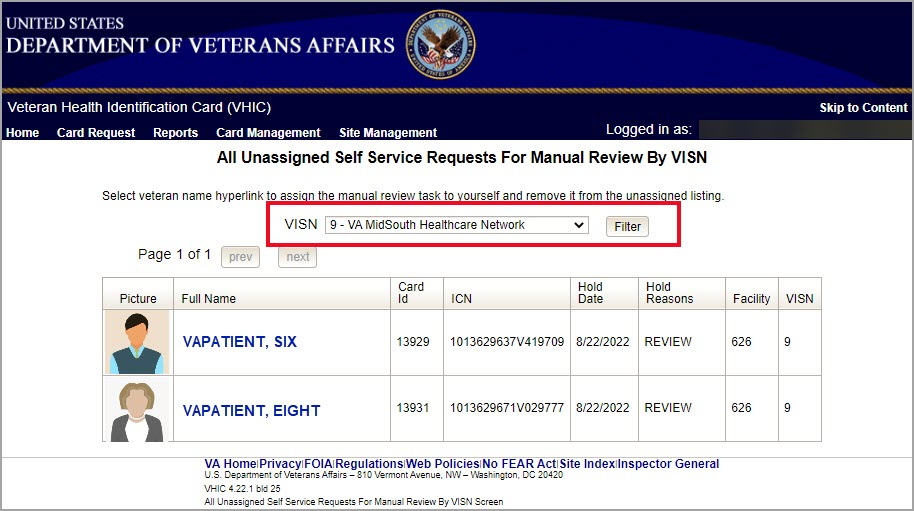 UNITED STATES
DEPARTMENT OF VETERANS AFFAIRS
Veteran Health Identification Card (VHIC)
Skip to Content
Home Card Request Reports Card Management Site Management
Logged in as:
All Unassigned Self Service Requests For Manual Review By VISN
Select veteran name hyperlink to assign the manual review task to yourself and remove it from the unassigned listing.
VISN 9 - VA MidSouth Healthcare Network Filter
Page 1 of 1 prev next
Picture Full Name Card Id ICN Hold Date Hold Reasons Facility VISN
VAPATIENT, SIX 13929 1013629637V419709 8/22/2022 REVIEW 626 9
VAPATIENT, EIGHT 13931 1013629671V029777 8/22/2022 REVIEW 626 9
VA Home|Privacy|FOIA|Regulations|Web Policies|No FEAR Act|Site Index|Inspector General
U.S. Department of Veterans Affairs – 810 Vermont Avenue, NW – Washington, DC 20420
VHIC 4.22.1 bld 25
All Unassigned Self Service Requests For Manual Review By VISN Screen